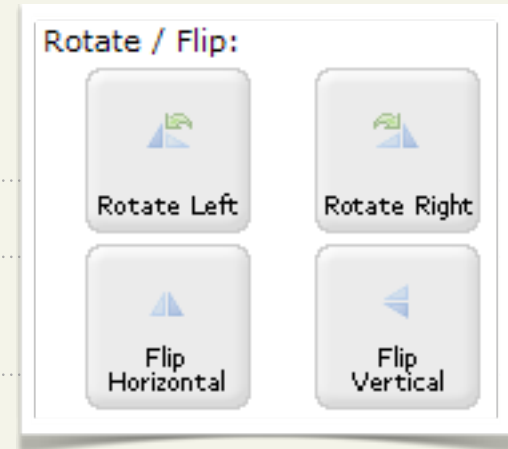 Rotate / Flip:
Rotate Left
Rotate Right
Flip
Horizontal
Flip
Vertical